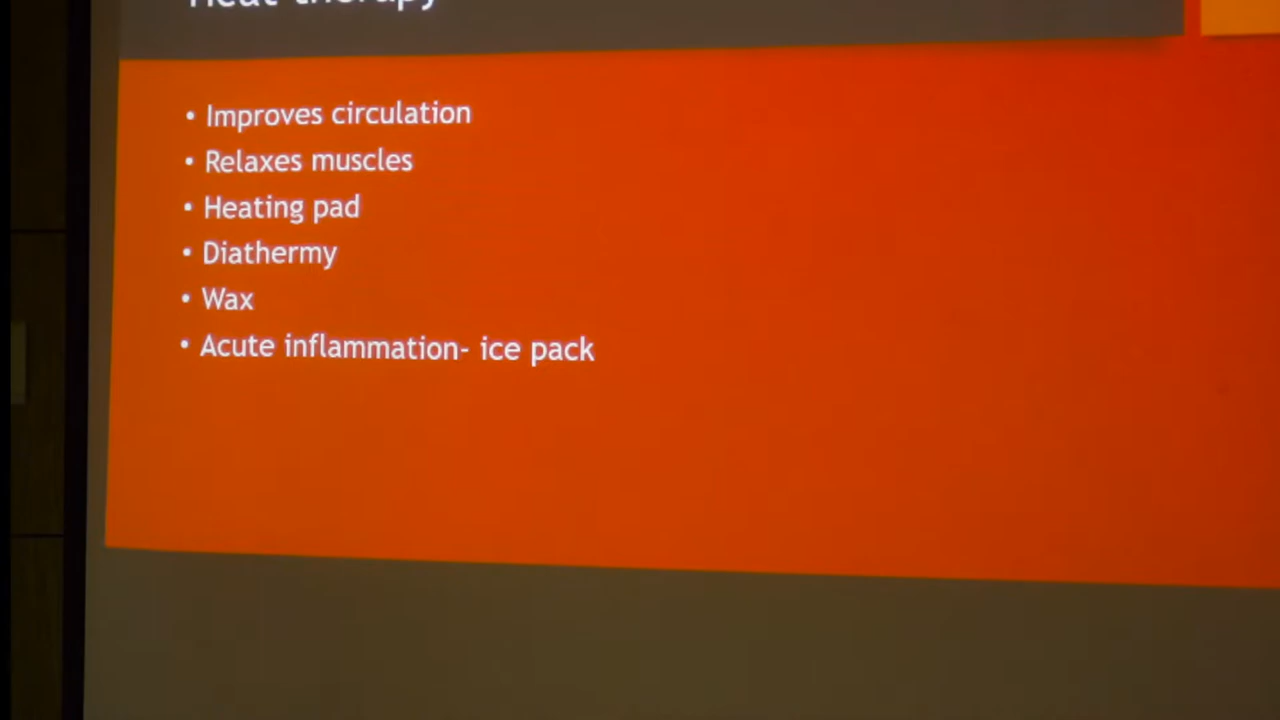 Heat therapy
• Improves circulation
• Relaxes muscles
• Heating pad
• Diathermy
• Wax
• Acute inflammation- ice pack